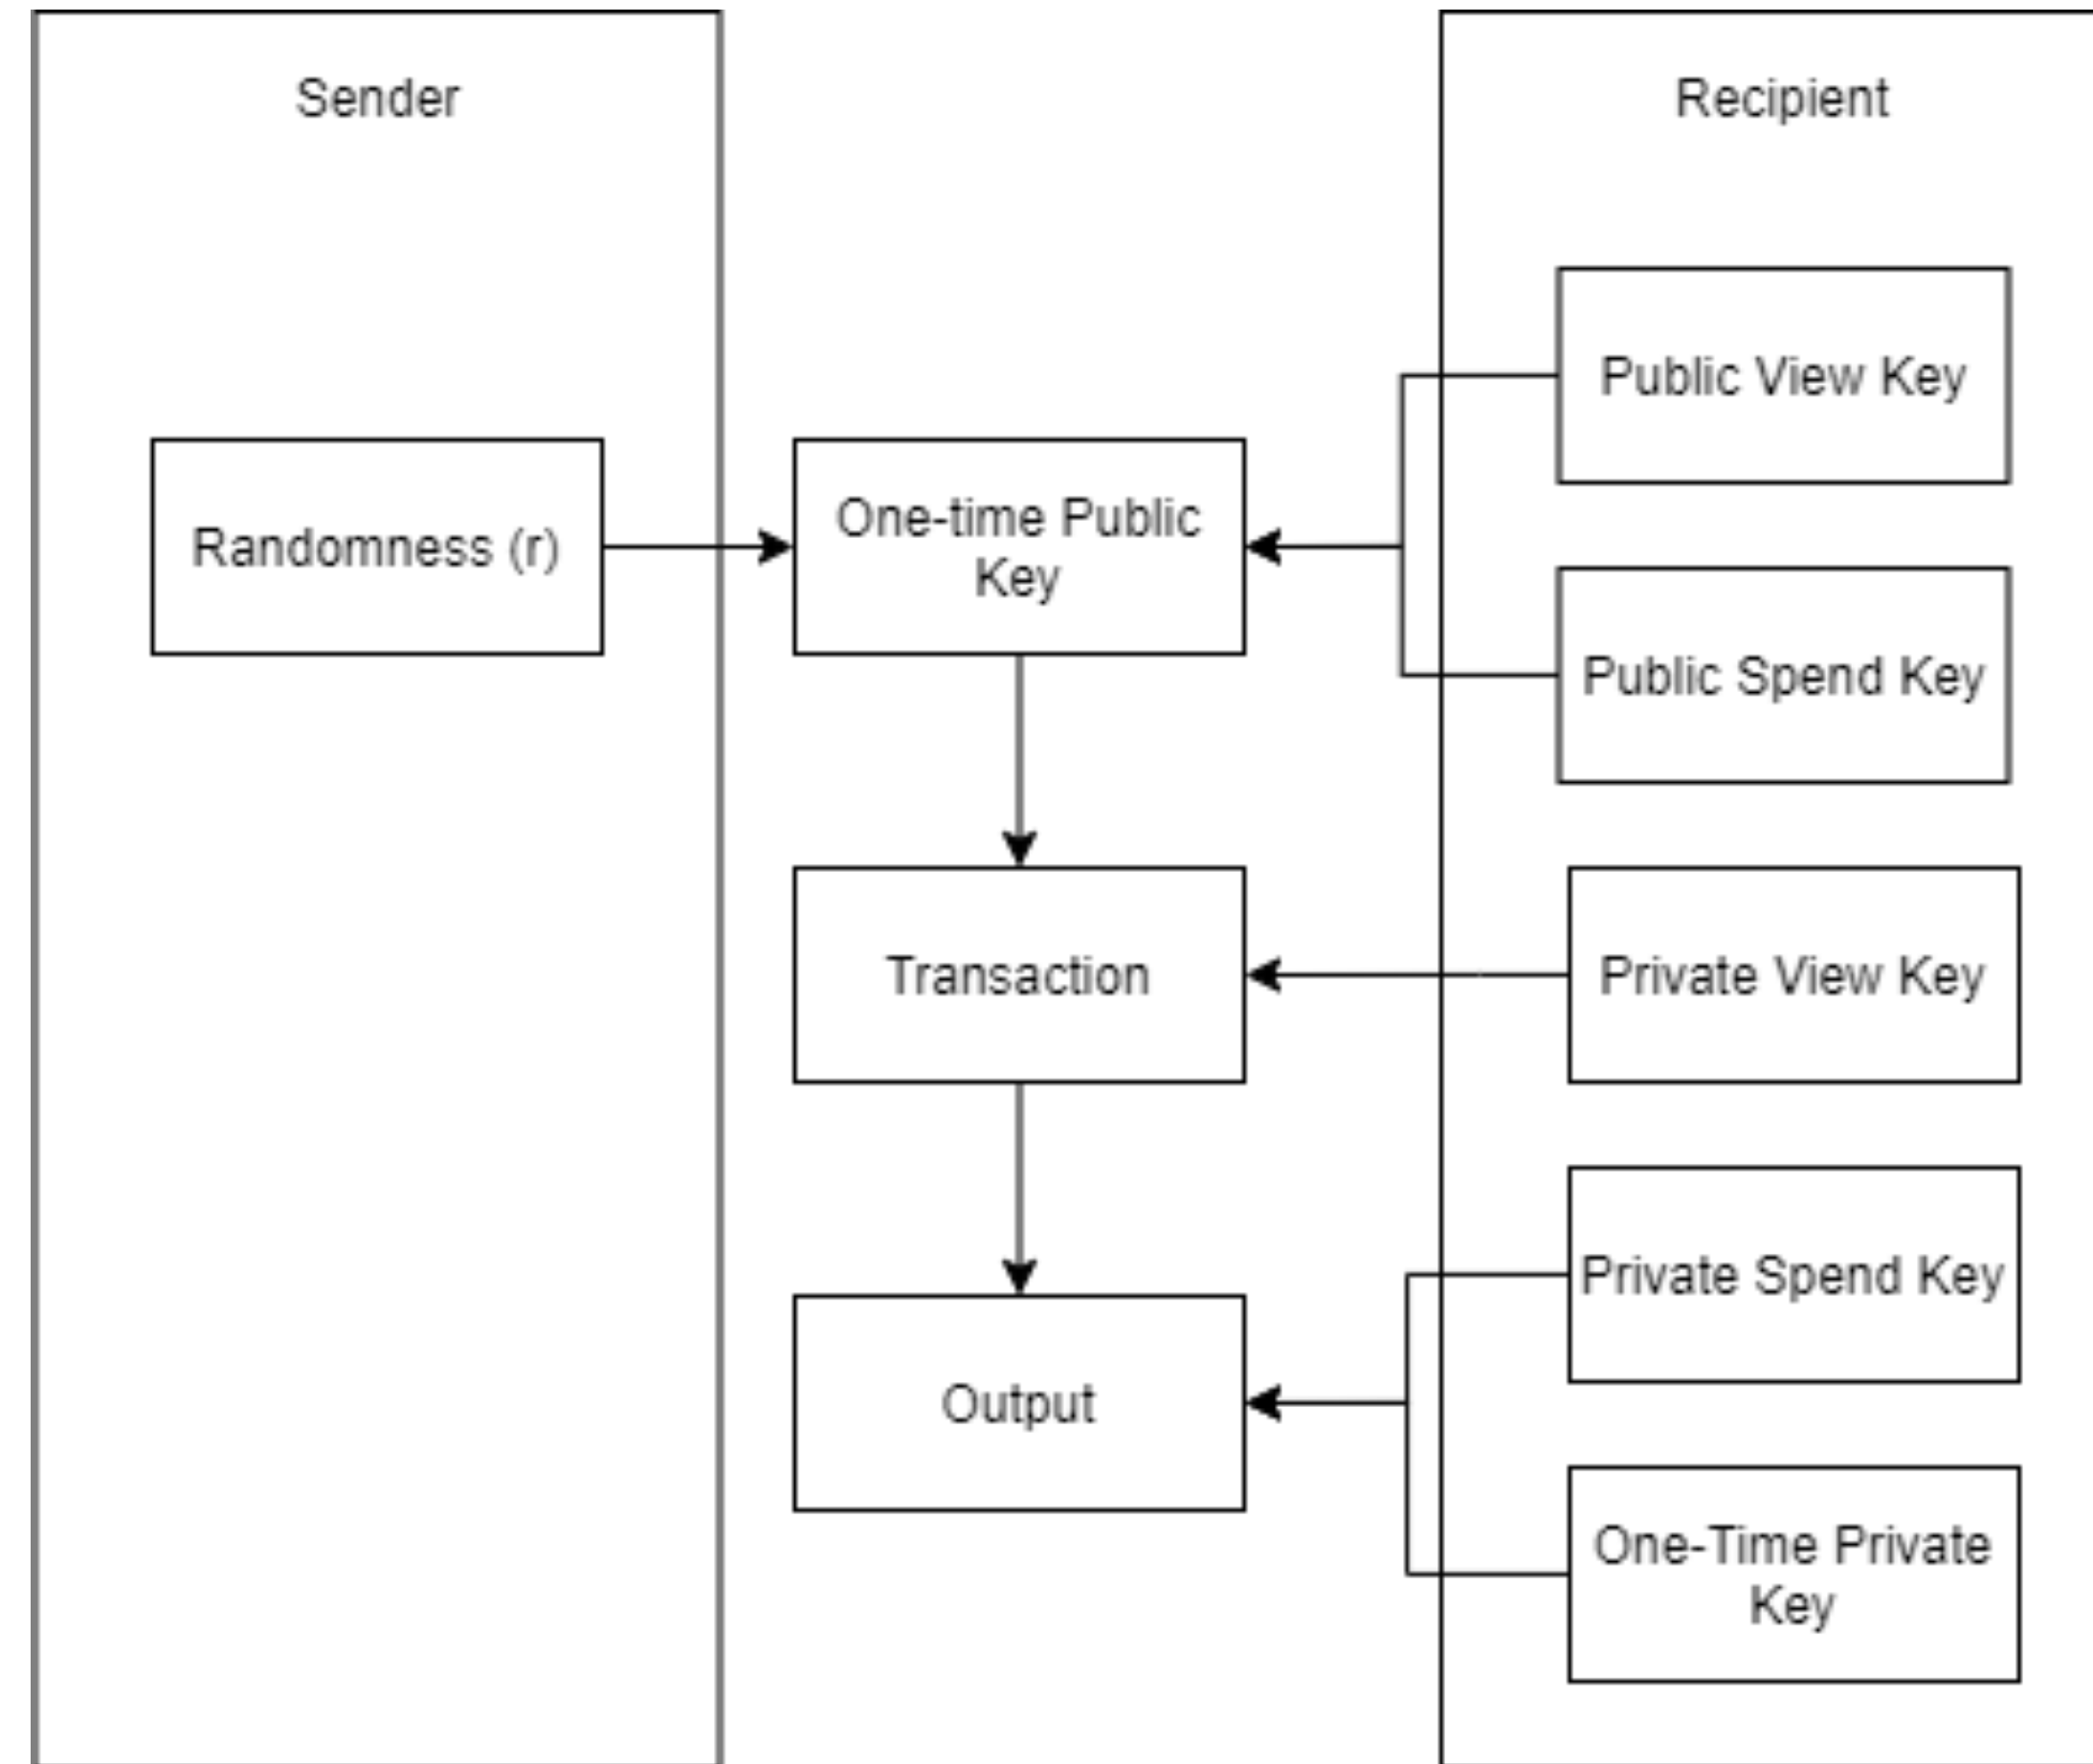 Sender
Recipient
Public View Key
Randomness (r)
One-time Public
Key
Public Spend Key
Transaction
Private View Key
Private Spend Key
Output
One-Time Private
Key